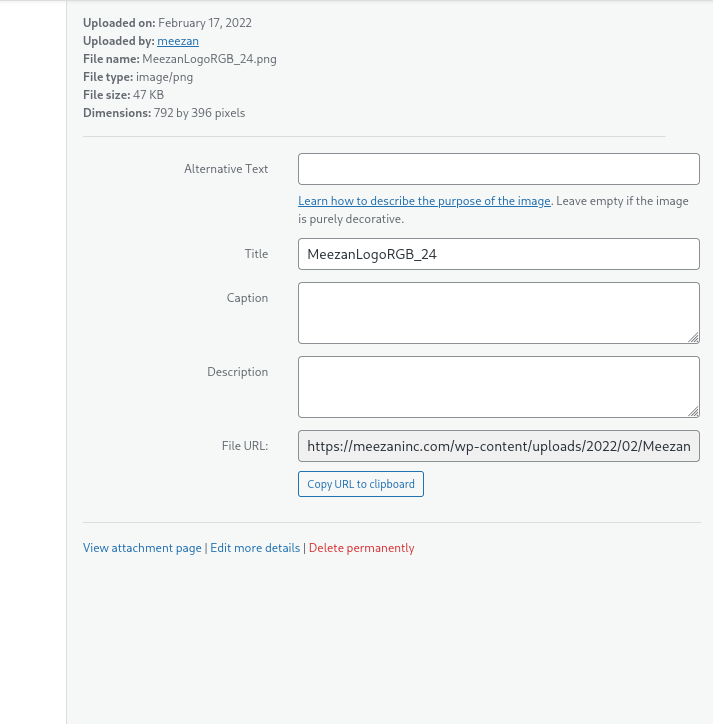 Uploaded on: February 17, 2022
Uploaded by: meezan
File name: MeezanLogoRGB_24.png
File type: image/png
File size: 47 KB
Dimensions: 792 by 396 pixels
Alternative Text
Learn how to describe the purpose of the image. Leave empty if the image
is purely decorative.
Title MeezanLogoRGB_24
Caption
Description
File URL: https://meezaninc.com/wp-content/uploads/2022/02/Meezan
Copy URL to clipboard
View attachment page | Edit more details | Delete permanently